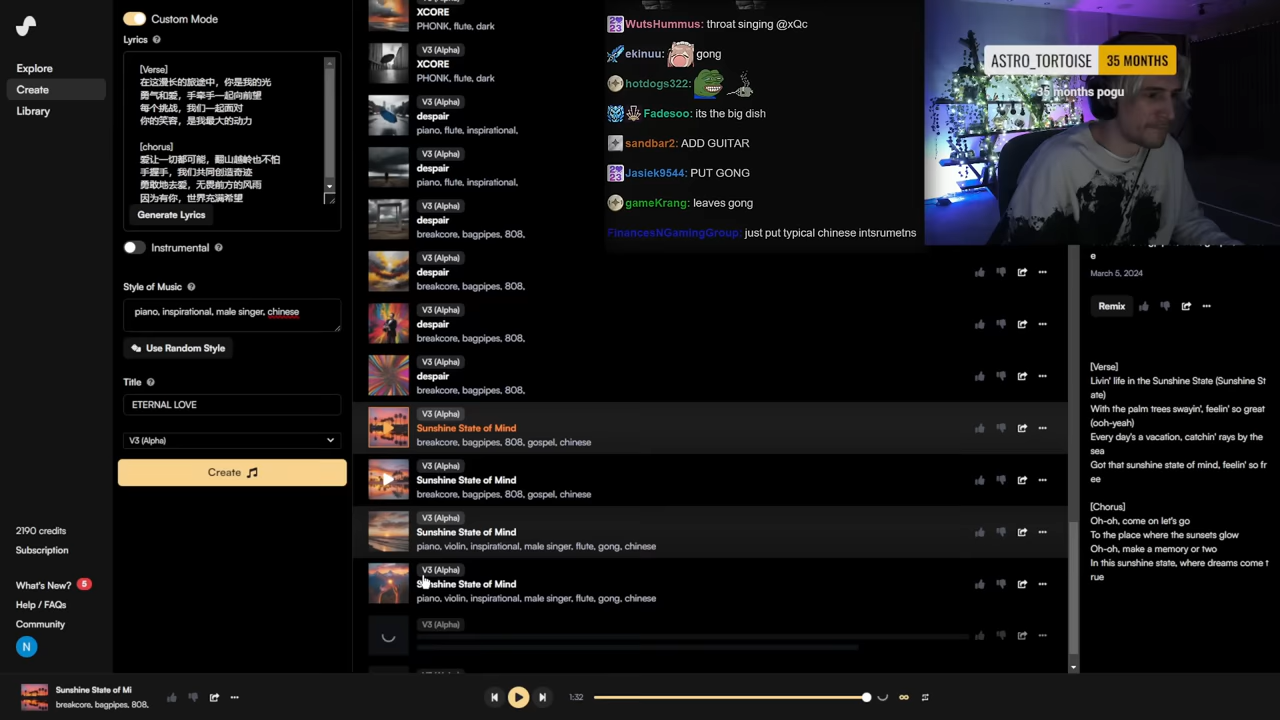 Explore
Create
Library
2190 credits
Subscription
What's New?
5
Help / FAQs
Community
N
Custom Mode
Lyrics
[Verse]
在这漫长的旅途中，你是我的光
勇气和爱，手牵手一起向前望
每个挑战，我们一起面对
你的笑容，是我最大的动力
[chorus]
爱让一切都可能，翻山越岭也不怕
手握手，我们共同创造奇迹
勇敢地去爱，无畏前方的风雨
因为有你，世界充满希望
Generate Lyrics
Instrumental
Style of Music
piano, inspirational, male singer, chinese
Use Random Style
Title
ETERNAL LOVE
V3 (Alpha)
Create
XCORE
PHONK, flute, dark
V3 (Alpha)
XCORE
PHONK, flute, dark
V3 (Alpha)
despair
piano, flute, inspirational,
V3 (Alpha)
despair
piano, flute, inspirational,
V3 (Alpha)
despair
breakcore, bagpipes, 808,
V3 (Alpha)
despair
breakcore, bagpipes, 808,
V3 (Alpha)
despair
breakcore, bagpipes, 808,
V3 (Alpha)
despair
breakcore, bagpipes, 808,
V3 (Alpha)
Sunshine State of Mind
breakcore, bagpipes, 808, gospel, chinese
V3 (Alpha)
Sunshine State of Mind
breakcore, bagpipes, 808, gospel, chinese
V3 (Alpha)
Sunshine State of Mind
piano, violin, inspirational, male singer, flute, gong, chinese
V3 (Alpha)
Sunshine State of Mind
piano, violin, inspirational, male singer, flute, gong, chinese
V3 (Alpha)
WutsHummus: throat singing @xQc
ekinuu: gong
hotdogs322:
Fadesoo: its the big dish
sandbar2: ADD GUITAR
Jasiek9544: PUT GONG
gameKrang: leaves gong
FinancesNGamingGroup: just put typical chinese intsrumetns
ASTRO_TORTOISE 35 MONTHS
35 months pogu
e
March 5, 2024
Remix
[Verse]
Livin' life in the Sunshine State (Sunshine St
ate)
With the palm trees swayin', feelin' so great
(ooh-yeah)
Every day's a vacation, catchin' rays by the
sea
Got that sunshine state of mind, feelin' so fr
ee
[Chorus]
Oh-oh, come on let's go
To the place where the sunsets glow
Oh-oh, make a memory or two
In this sunshine state, where dreams come t
rue
Sunshine State of Mi
breakcore, bagpipes, 808,
1:32